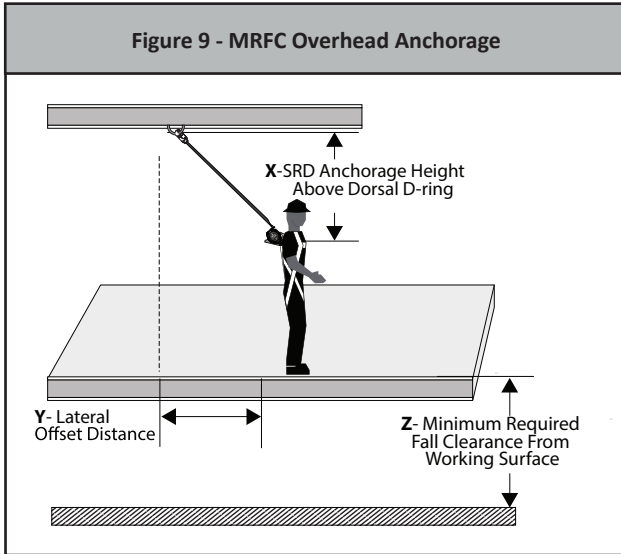 Figure 9 - MRFC Overhead Anchorage
X-SRD Anchorage Height
Above Dorsal D-ring
Y- Lateral
Offset Distance
Z- Minimum Required
Fall Clearance From
Working Surface